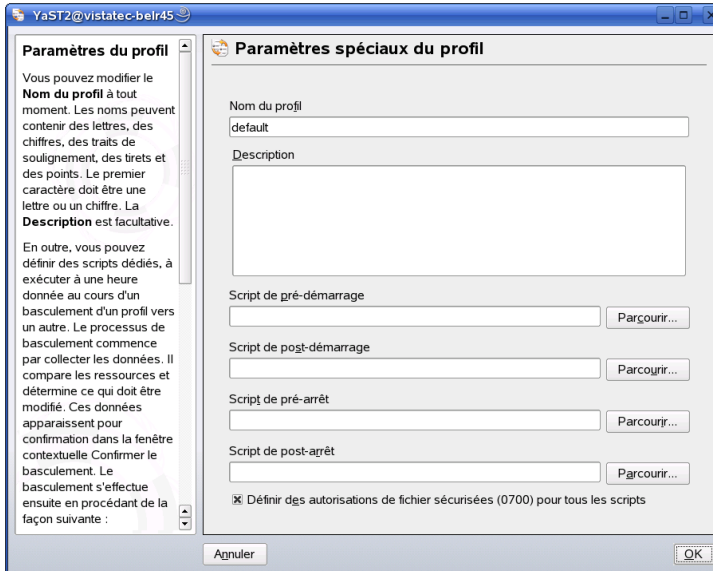 YaST2@vistatec-belr45
Paramètres du profil
Vous pouvez modifier le
Nom du profil à tout
moment. Les noms peuvent
contenir des lettres, des
chiffres, des traits de
soulignement, des tirets et
des points. Le premier
caractère doit être une
lettre ou un chiffre. La
Description est facultative.
En outre, vous pouvez
définir des scripts dédiés, à
exécuter à une heure
donnée au cours d'un
basculement d'un profil vers
un autre. Le processus de
basculement commence
par collecter les données. Il
compare les ressources et
détermine ce qui doit être
modifié. Ces données
apparaissent pour
confirmation dans la fenêtre
contextuelle Confirmer le
basculement. Le
basculement s'effectue
ensuite en procédant de la
façon suivante :
Paramètres spéciaux du profil
Nom du profil
default
Description
Script de pré-démarrage
Parcourir...
Script de post-démarrage
Parcourir...
Script de pré-arrêt
Parcourir...
Script de post-arrêt
Parcourir...
Définir des autorisations de fichier sécurisées (0700) pour tous les scripts
Annuler
OK